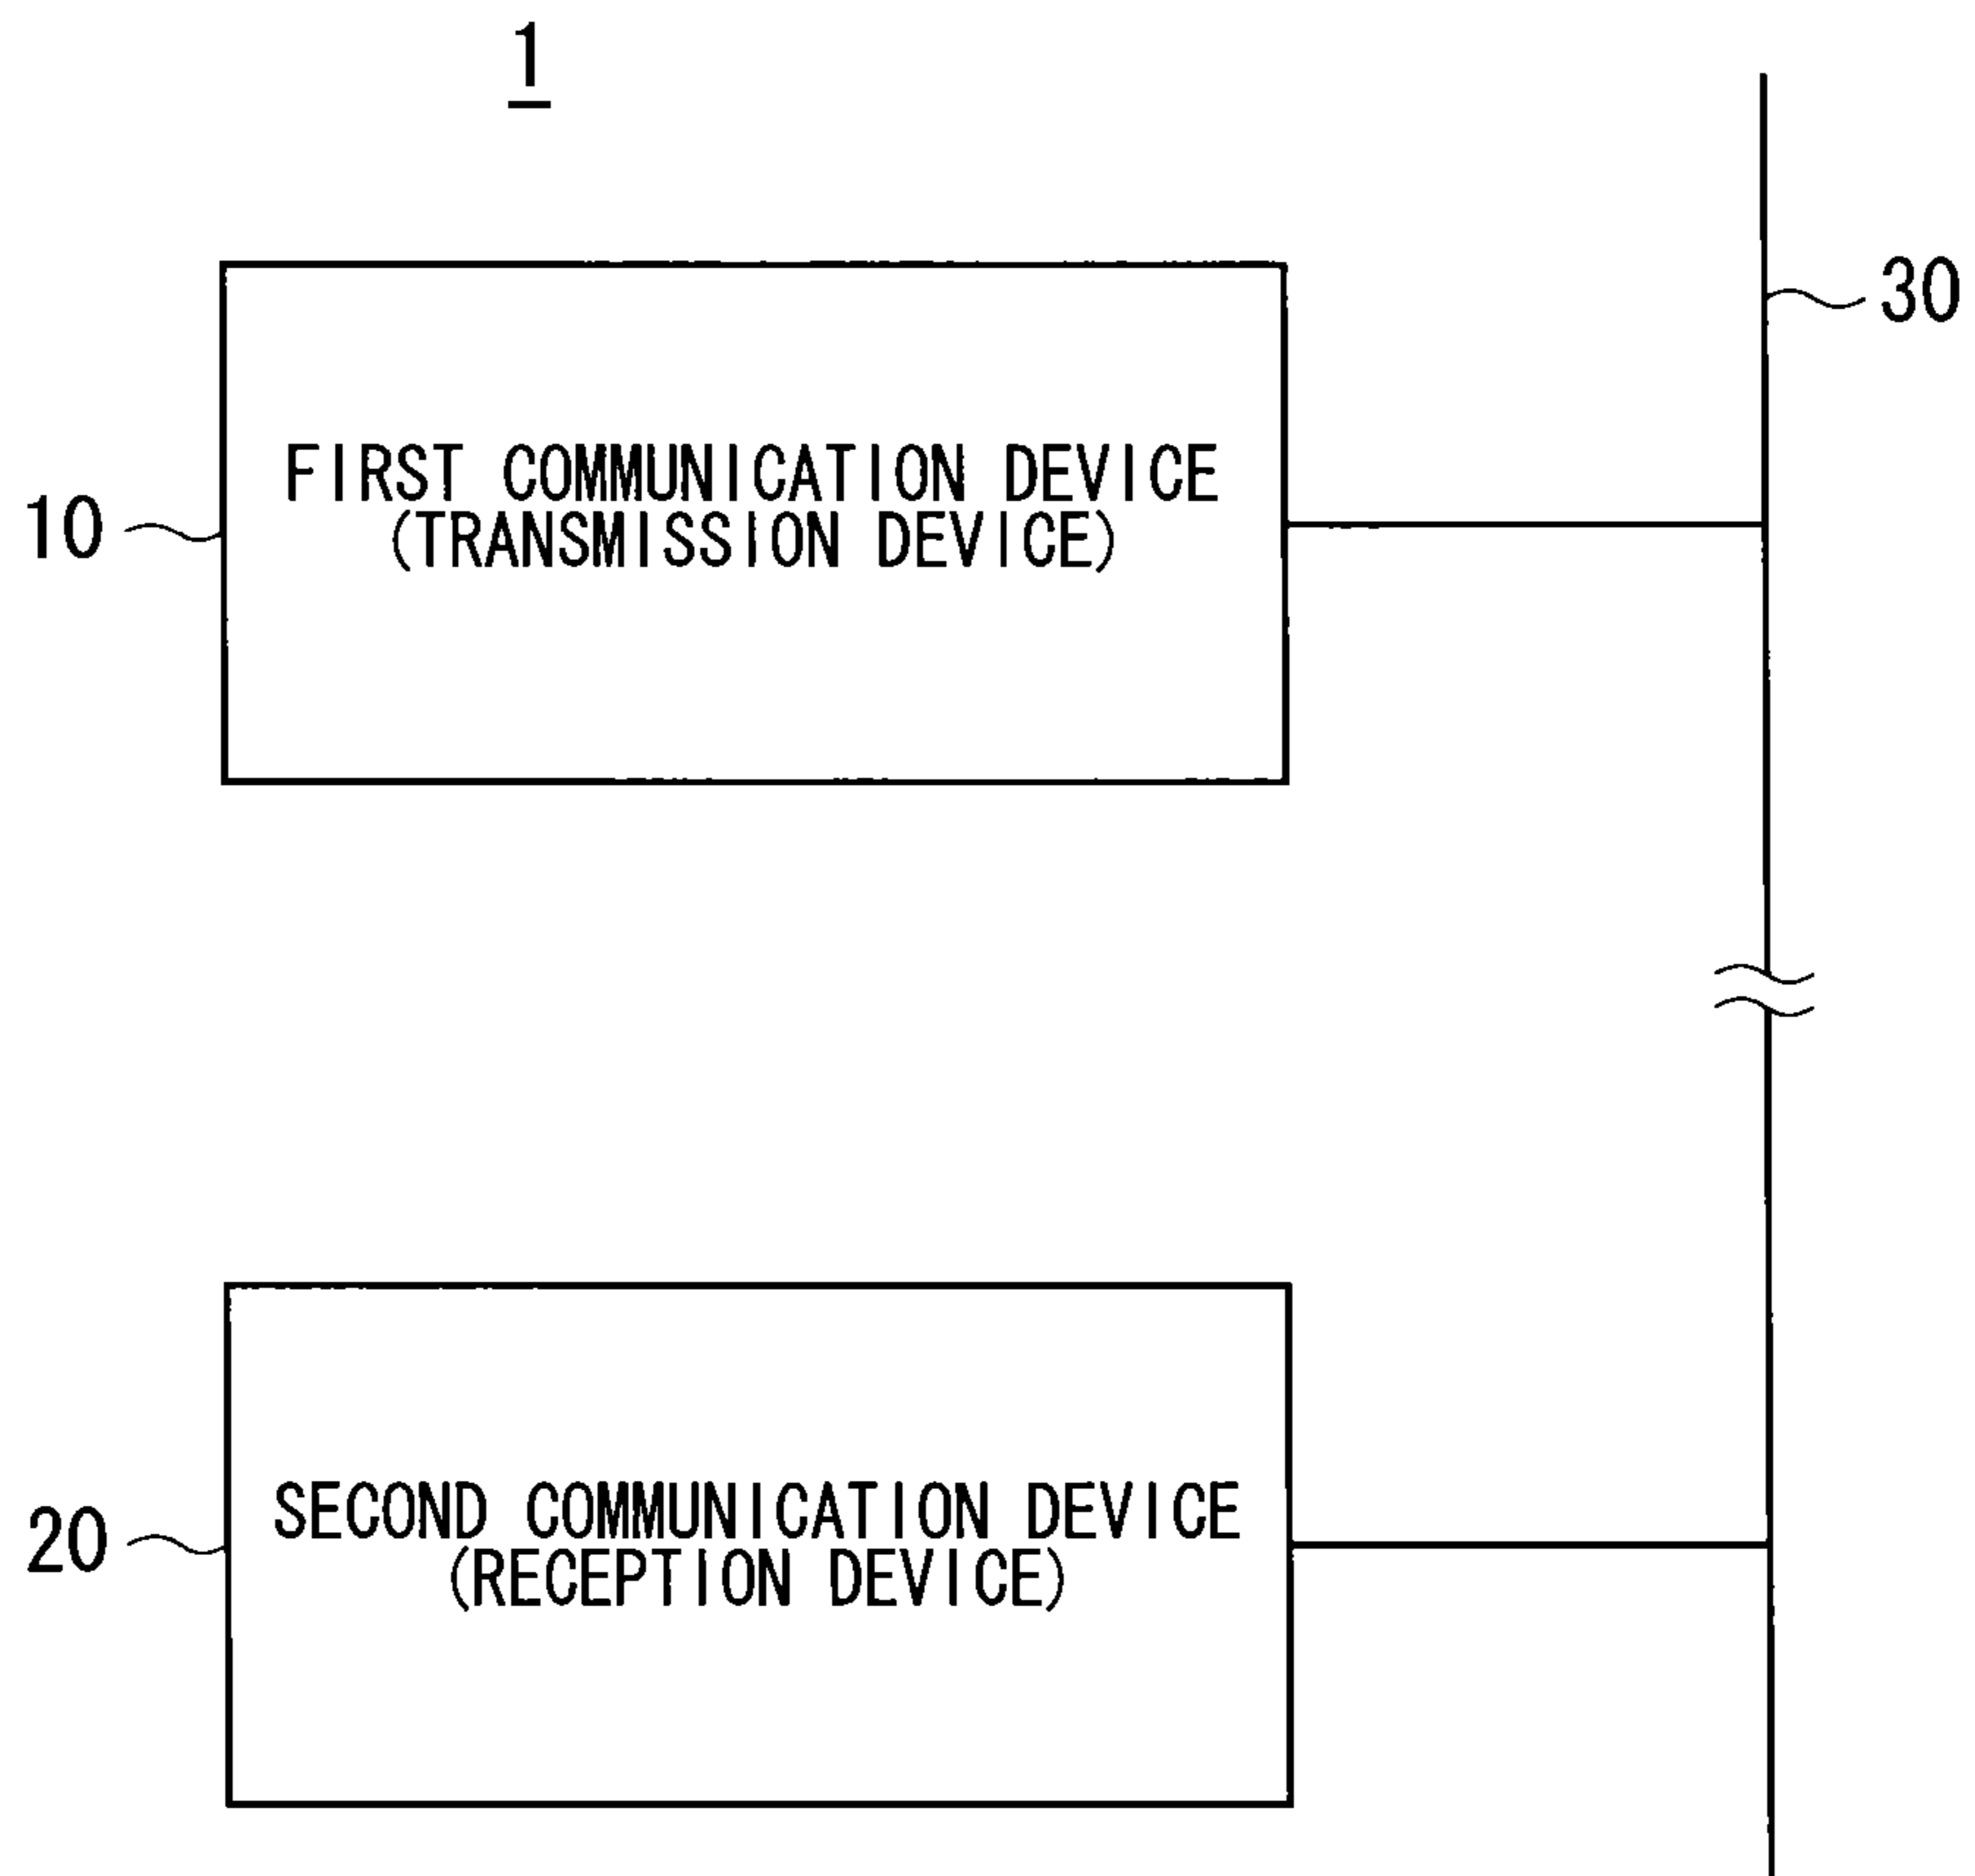 1
30
FIRST COMMUNICATION DEVICE
(TRANSMISSION DEVICE)
10
SECOND COMMUNICATION DEVICE
(RECEPTION DEVICE)
20